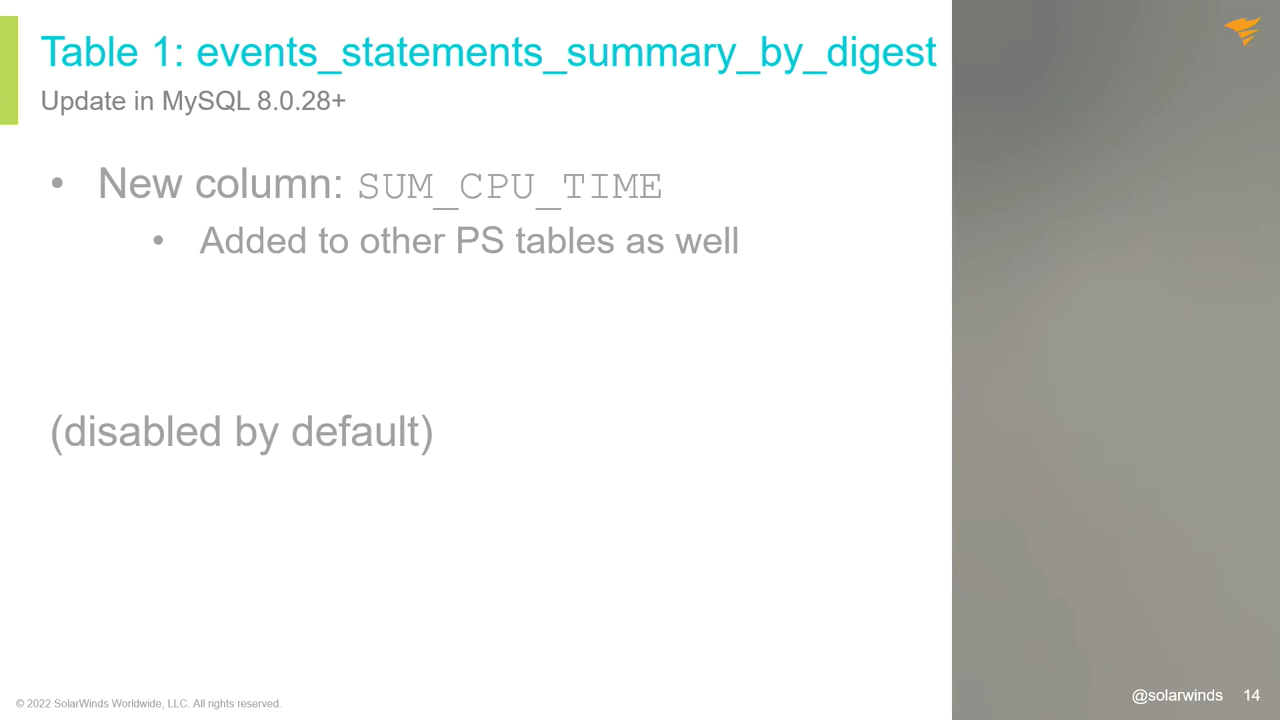 Table 1: events_statements_summary_by_digest
Update in MySQL 8.0.28+
• New column: SUM_CPU_TIME
• Added to other PS tables as well
(disabled by default)
© 2022 SolarWinds Worldwide, LLC. All rights reserved.
@solarwinds 14